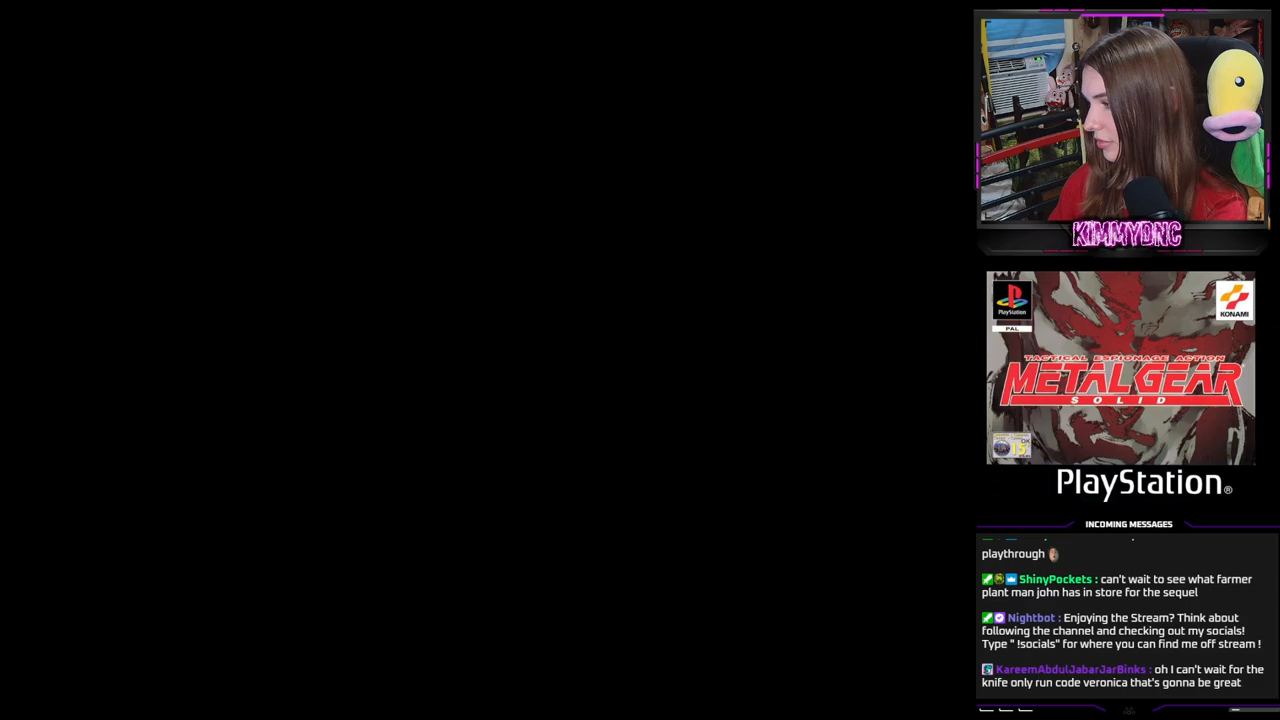 KIMMYDNC
PlayStation
PAL
KONAMI
TACTICAL ESPIONAGE ACTION
METAL GEAR
SOLID
15
PlayStation®
INCOMING MESSAGES
playthrough
ShinyPockets : can't wait to see what farmer
plant man john has in store for the sequel
Nightbot : Enjoying the Stream? Think about
following the channel and checking out my socials!
Type " !socials" for where you can find me off stream !
KareemAbdulJabarJarBinks : oh I can't wait for the
knife only run code veronica that's gonna be great